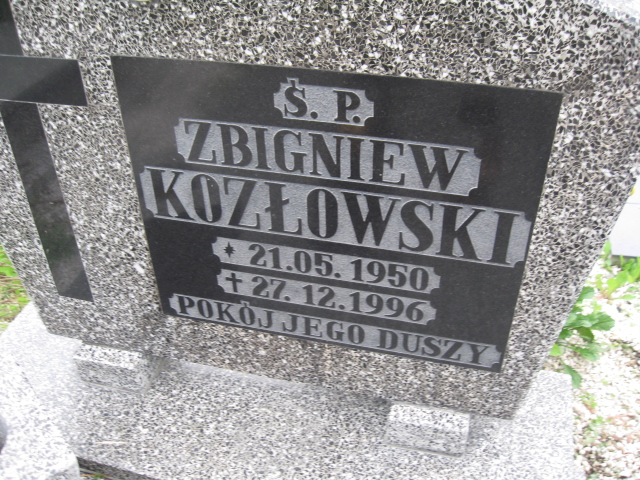 Ś. P.
ZBIGNIEW
KOZŁOWSKI
* 21.05.1950
† 27.12.1996
POKÓJ JEGO DUSZY